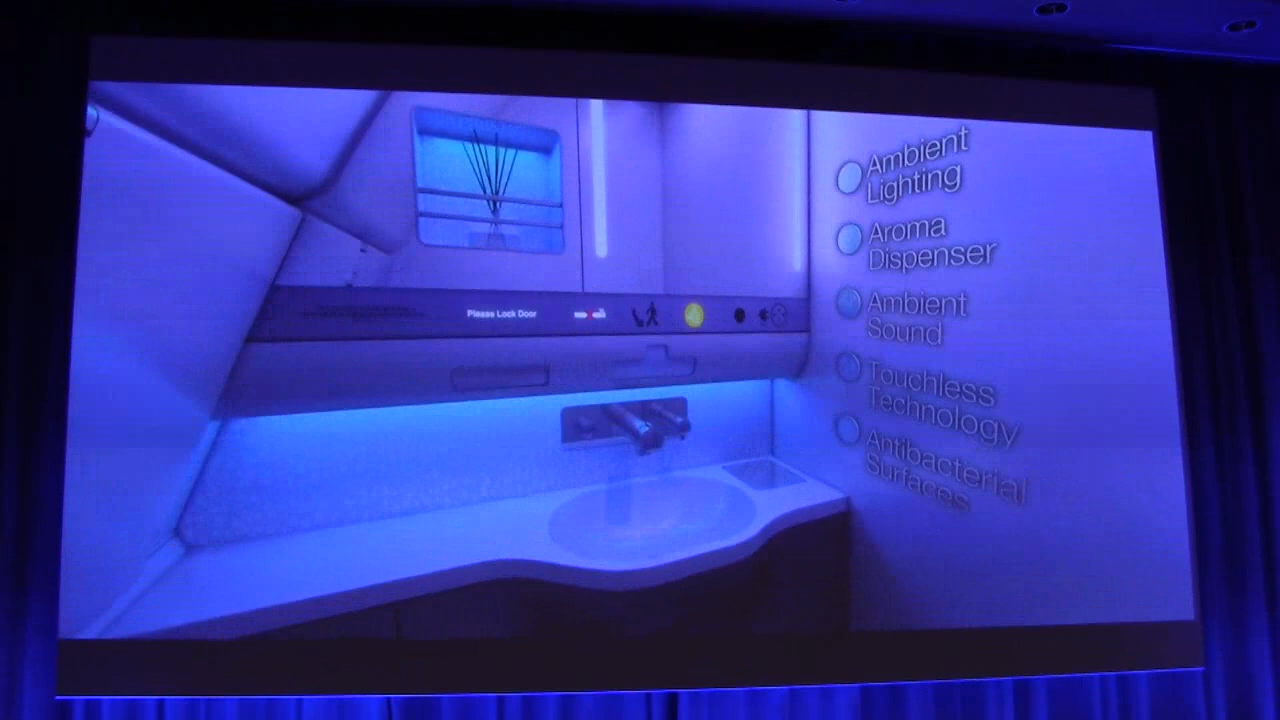 Ambient
Lighting
Aroma
Dispenser
Ambient
Sound
Please Lock Door
Touchless
Technology
Antibacterial
Surfaces